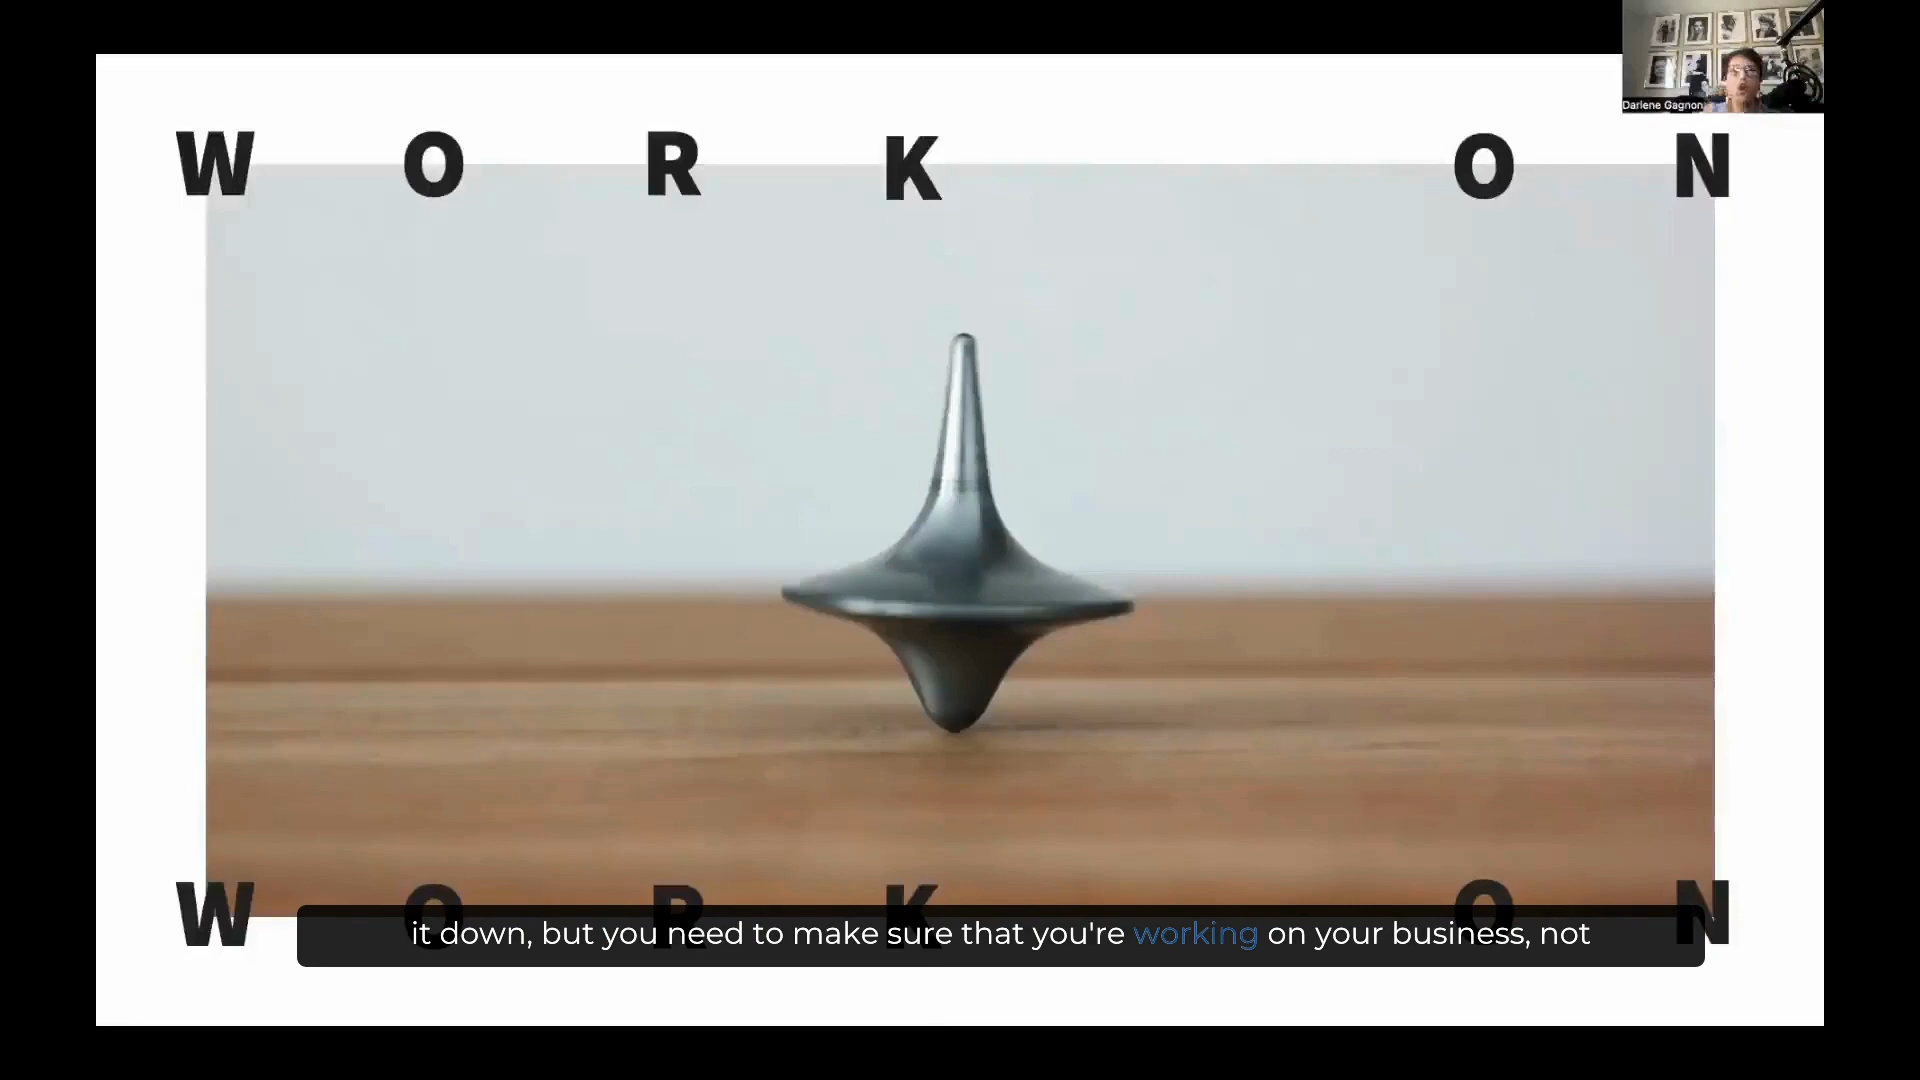 Darlene Gagnon
W O R K O N
W O R K O N
it down, but you need to make sure that you're working on your business, not